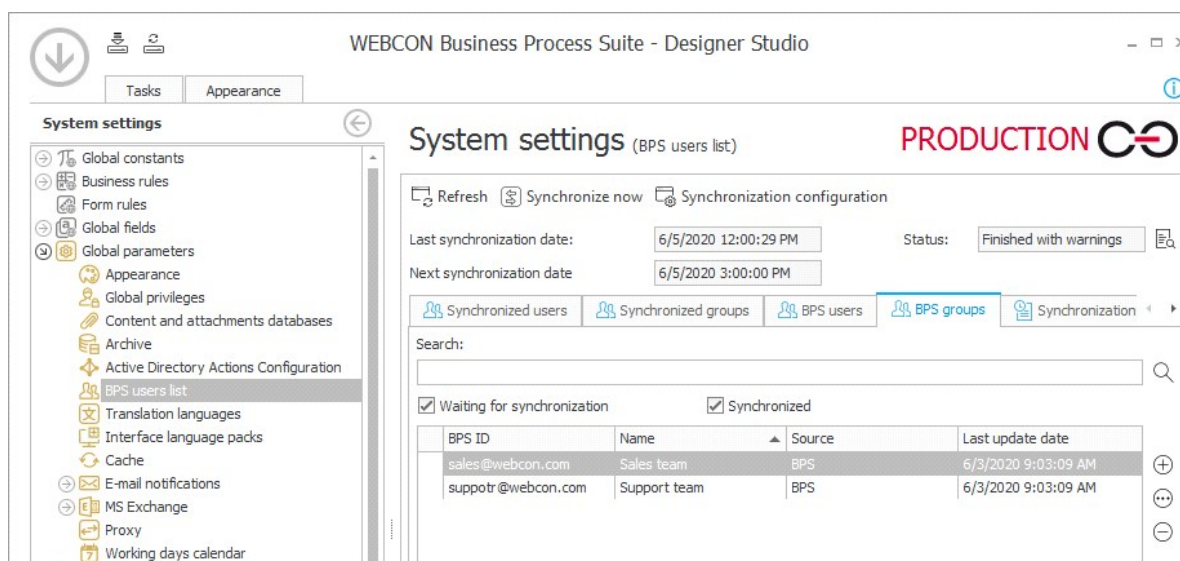 WEBCON Business Process Suite - Designer Studio
Tasks Appearance
System settings
Global constants
Business rules
Form rules
Global fields
Global parameters
Appearance
Global privileges
Content and attachments databases
Archive
Active Directory Actions Configuration
BPS users list
Translation languages
Interface language packs
Cache
E-mail notifications
MS Exchange
Proxy
Working days calendar
System settings (BPS users list)
PRODUCTION
Refresh Synchronize now Synchronization configuration
Last synchronization date: 6/5/2020 12:00:29 PM Status: Finished with warnings
Next synchronization date 6/5/2020 3:00:00 PM
Synchronized users Synchronized groups BPS users BPS groups Synchronization
Search:
Waiting for synchronization Synchronized
BPS ID Name Source Last update date
sales@webcon.com Sales team BPS 6/3/2020 9:03:09 AM
suppotr@webcon.com Support team BPS 6/3/2020 9:03:09 AM